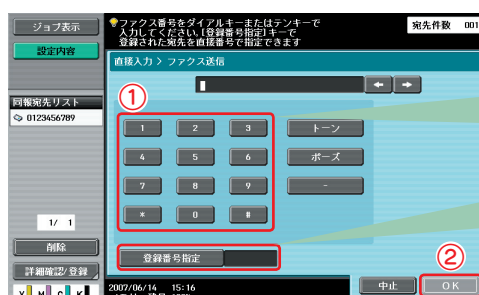 ジョブ表示
設定内容
同報宛先リスト
0123456789
1/ 1
削除
詳細確認/登録
Y M C K
ファクス番号をダイアルキーまたはテンキーで
入力してください。[登録番号指定]キーで
登録された宛先を直接番号で指定できます
宛先件数 001
直接入力 > ファクス送信
①
1 2 3 トーン
4 5 6 ポーズ
7 8 9 -
* 0 #
登録番号指定
②
2007/06/14 15:16
中止 OK